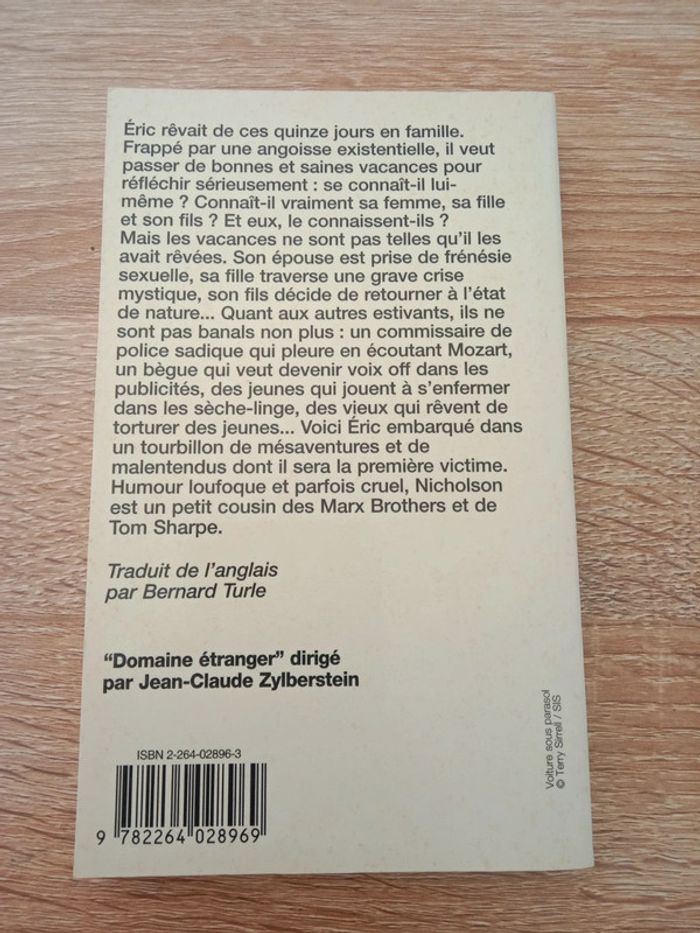 Éric rêvait de ces quinze jours en famille.
Frappé par une angoisse existentielle, il veut
passer de bonnes et saines vacances pour
réfléchir sérieusement : se connaît-il lui-
même ? Connaît-il vraiment sa femme, sa fille
et son fils ? Et eux, le connaissent-ils ?
Mais les vacances ne sont pas telles qu'il les
avait rêvées. Son épouse est prise de frénésie
sexuelle, sa fille traverse une grave crise
mystique, son fils décide de retourner à l'état
de nature... Quant aux autres estivants, ils ne
sont pas banals non plus : un commissaire de
police sadique qui pleure en écoutant Mozart,
un bègue qui veut devenir voix off dans les
publicités, des jeunes qui jouent à s'enfermer
dans les sèche-linge, des vieux qui rêvent de
torturer des jeunes... Voici Éric embarqué dans
un tourbillon de mésaventures et de
malentendus dont il sera la première victime.
Humour loufoque et parfois cruel, Nicholson
est un petit cousin des Marx Brothers et de
Tom Sharpe.
Traduit de l'anglais
par Bernard Turle
“Domaine étranger” dirigé
par Jean-Claude Zylberstein
ISBN 2-264-02896-3
9 782264 028969
Voiture sous parasol
© Terry Sirrell / SIS